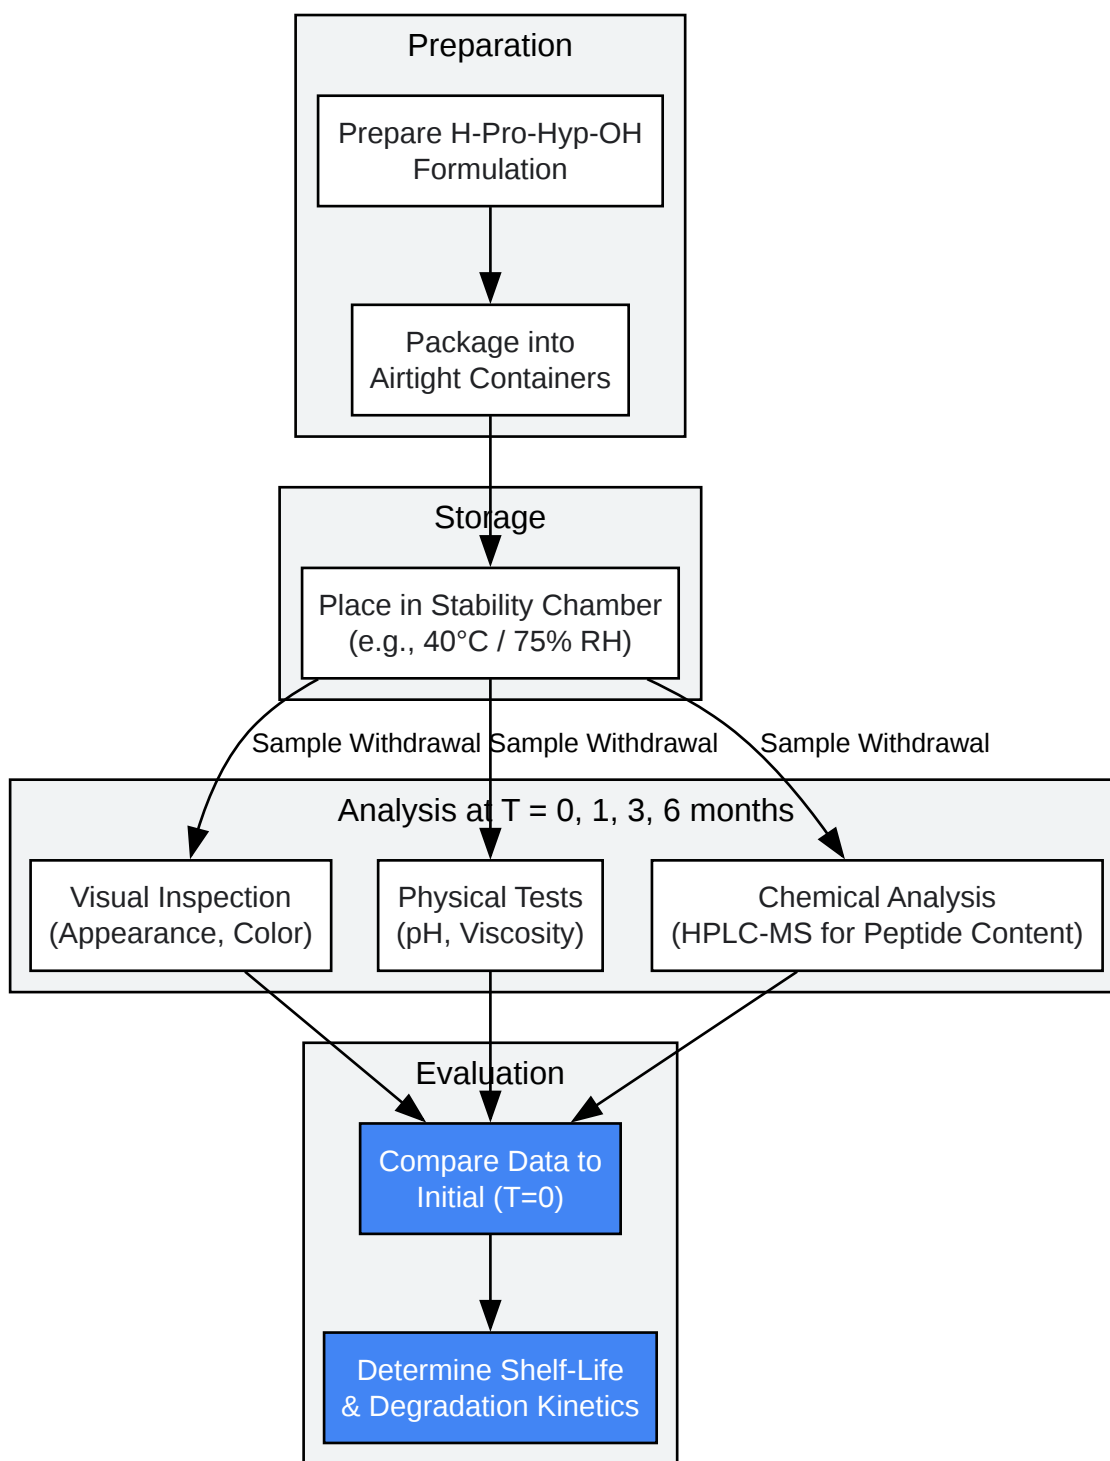 Preparation
Prepare H-Pro-Hyp-OH
Formulation
Package into
Airtight Containers
Storage
Place in Stability Chamber
(e.g., 40°C / 75% RH)
Sample Withdrawal
Sample Withdrawal
Sample Withdrawal
Analysis at T = 0, 1, 3, 6 months
Visual Inspection
(Appearance, Color)
Physical Tests
(pH, Viscosity)
Chemical Analysis
(HPLC-MS for Peptide Content)
Evaluation
Compare Data to
Initial (T=0)
Determine Shelf-Life
& Degradation Kinetics